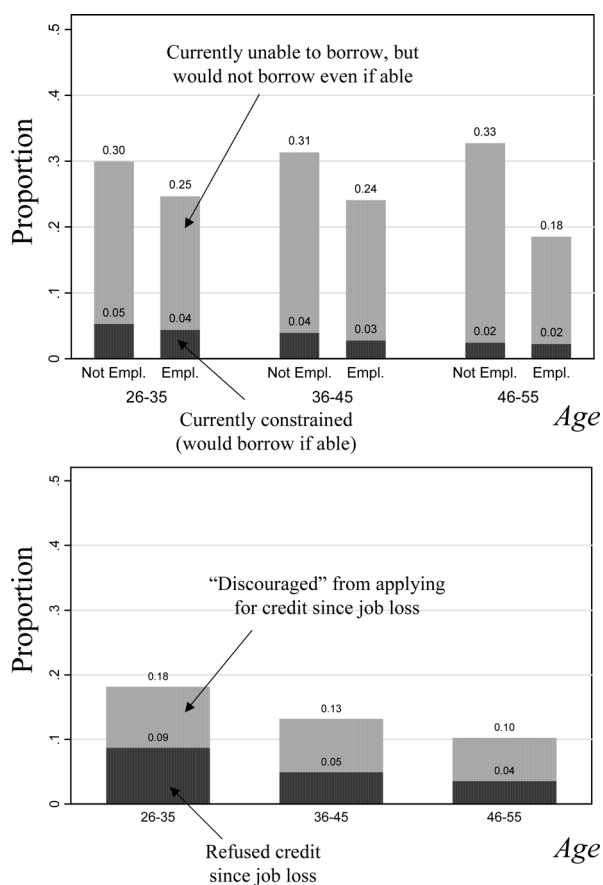 .5
Currently unable to borrow, but
would not borrow even if able
.4
0.30
0.25
0.31
0.24
0.33
0.18
.3
Proportion
.2
.1
0.05
0.04
0.04
0.03
0.02
0.02
0
Not Empl. Empl. Not Empl. Empl. Not Empl. Empl.
26-35 36-45 46-55
Age
Currently constrained
(would borrow if able)
.5
.4
Proportion
"Discouraged" from applying
for credit since job loss
.3
.2
0.18
0.13
0.10
.1
0.09
0.05
0.04
0
26-35 36-45 46-55
Age
Refused credit
since job loss